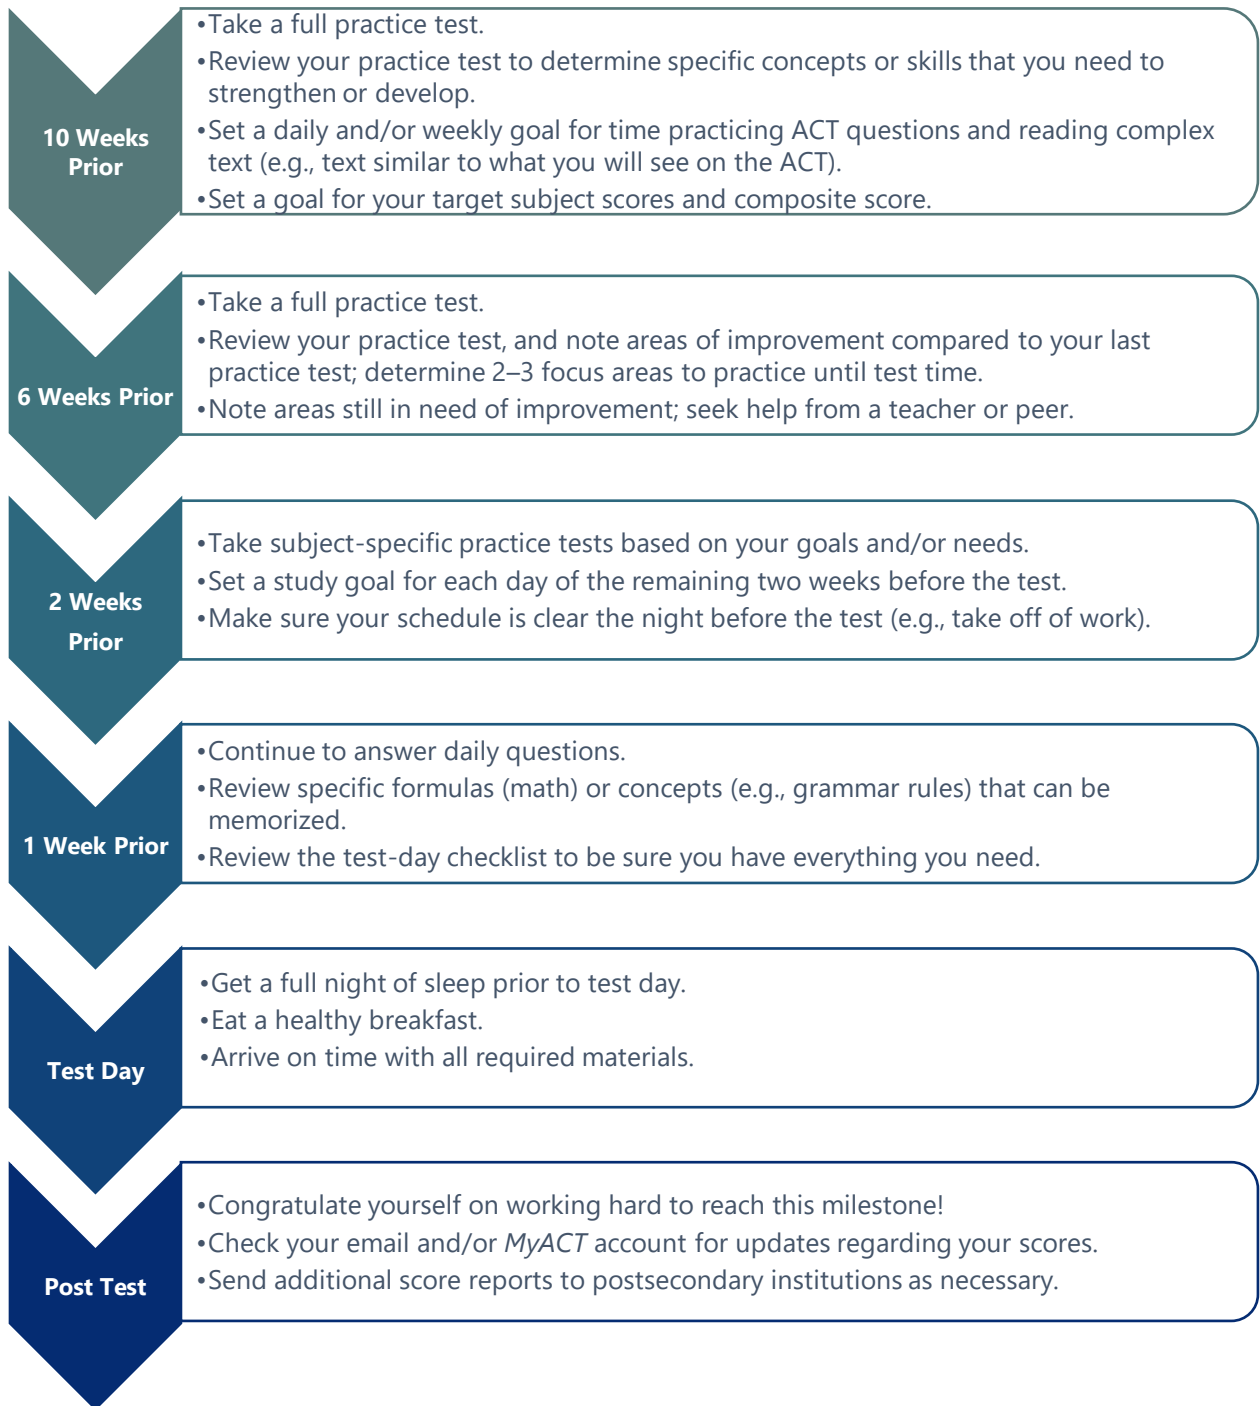 10 Weeks
Prior
•Take a full practice test.
•Review your practice test to determine specific concepts or skills that you need to
strengthen or develop.
•Set a daily and/or weekly goal for time practicing ACT questions and reading complex
text (e.g., text similar to what you will see on the ACT).
•Set a goal for your target subject scores and composite score.
6 Weeks Prior
•Take a full practice test.
•Review your practice test, and note areas of improvement compared to your last
practice test; determine 2–3 focus areas to practice until test time.
•Note areas still in need of improvement; seek help from a teacher or peer.
2 Weeks
Prior
•Take subject-specific practice tests based on your goals and/or needs.
•Set a study goal for each day of the remaining two weeks before the test.
•Make sure your schedule is clear the night before the test (e.g., take off of work).
1 Week Prior
•Continue to answer daily questions.
•Review specific formulas (math) or concepts (e.g., grammar rules) that can be
memorized.
•Review the test-day checklist to be sure you have everything you need.
Test Day
•Get a full night of sleep prior to test day.
•Eat a healthy breakfast.
•Arrive on time with all required materials.
Post Test
•Congratulate yourself on working hard to reach this milestone!
•Check your email and/or MyACT account for updates regarding your scores.
•Send additional score reports to postsecondary institutions as necessary.